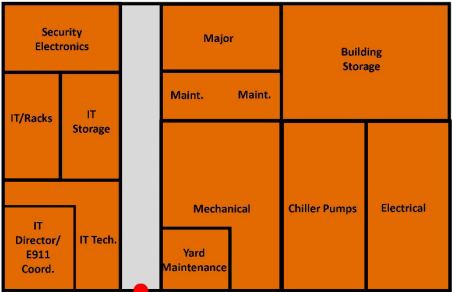 Security
Electronics
Major
Building
Storage
Maint. Maint.
IT/Racks
IT
Storage
Mechanical
Chiller Pumps
Electrical
IT
Director/
E911
Coord.
IT Tech.
Yard
Maintenance